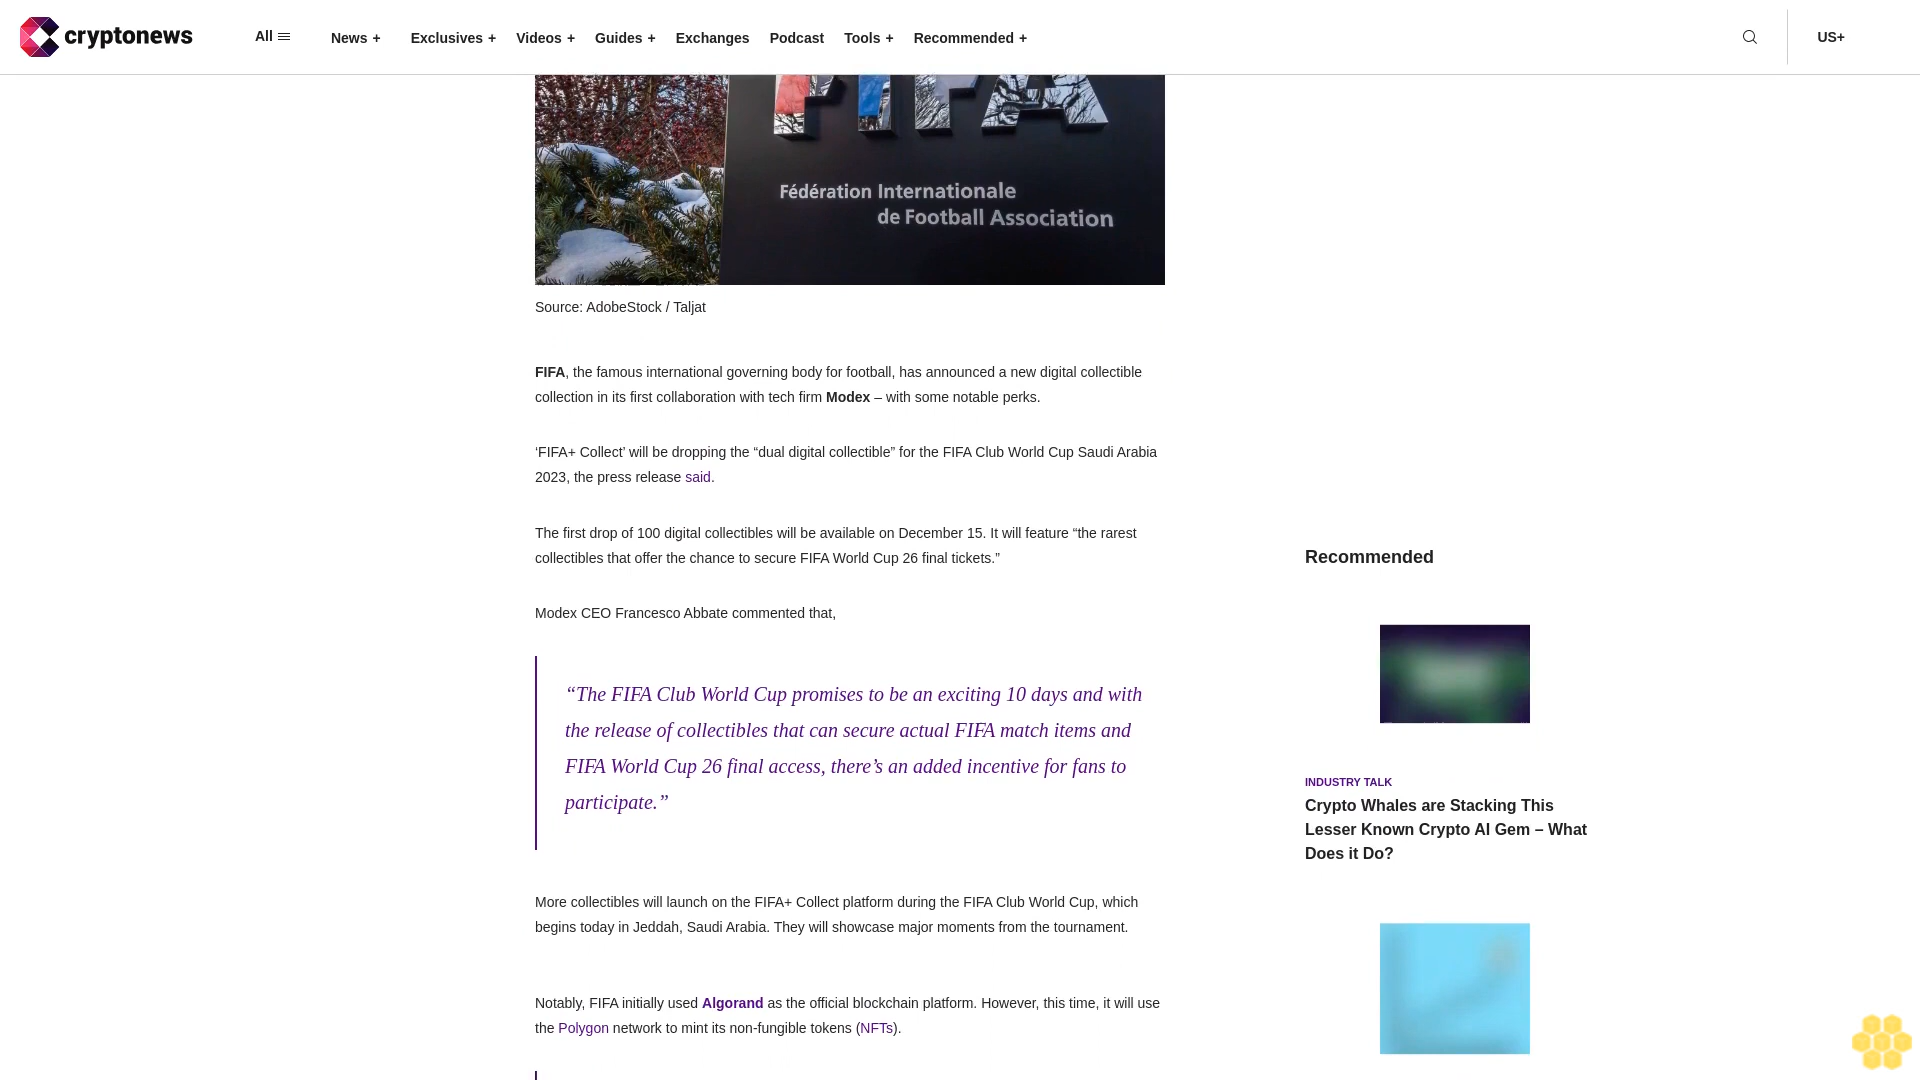 cryptonews
All
News +
Exclusives +
Videos +
Guides +
Exchanges
Podcast
Tools +
Recommended +
US+
FIFA
Fédération Internationale
de Football Association
Source: AdobeStock / Taljat
FIFA, the famous international governing body for football, has announced a new digital collectible
collection in its first collaboration with tech firm Modex – with some notable perks.
‘FIFA+ Collect’ will be dropping the “dual digital collectible” for the FIFA Club World Cup Saudi Arabia
2023, the press release said.
The first drop of 100 digital collectibles will be available on December 15. It will feature “the rarest
collectibles that offer the chance to secure FIFA World Cup 26 final tickets.”
Modex CEO Francesco Abbate commented that,
“The FIFA Club World Cup promises to be an exciting 10 days and with
the release of collectibles that can secure actual FIFA match items and
FIFA World Cup 26 final access, there’s an added incentive for fans to
participate.”
More collectibles will launch on the FIFA+ Collect platform during the FIFA Club World Cup, which
begins today in Jeddah, Saudi Arabia. They will showcase major moments from the tournament.
Notably, FIFA initially used Algorand as the official blockchain platform. However, this time, it will use
the Polygon network to mint its non-fungible tokens (NFTs).
Recommended
INDUSTRY TALK
Crypto Whales are Stacking This
Lesser Known Crypto AI Gem – What
Does it Do?